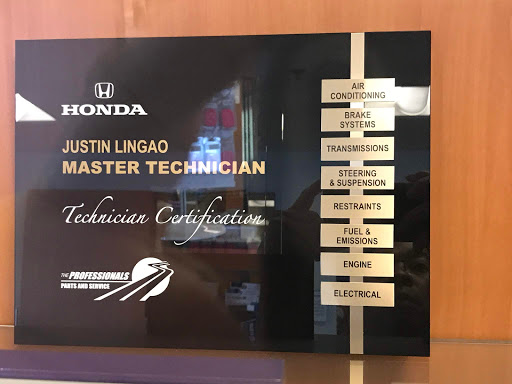 HONDA
JUSTIN LINGAO
MASTER TECHNICIAN
Technician Certification
THE PROFESSIONALS
PARTS AND SERVICE
AIR
CONDITIONING
BRAKE
SYSTEMS
TRANSMISSIONS
STEERING
& SUSPENSION
RESTRAINTS
FUEL &
EMISSIONS
ENGINE
ELECTRICAL